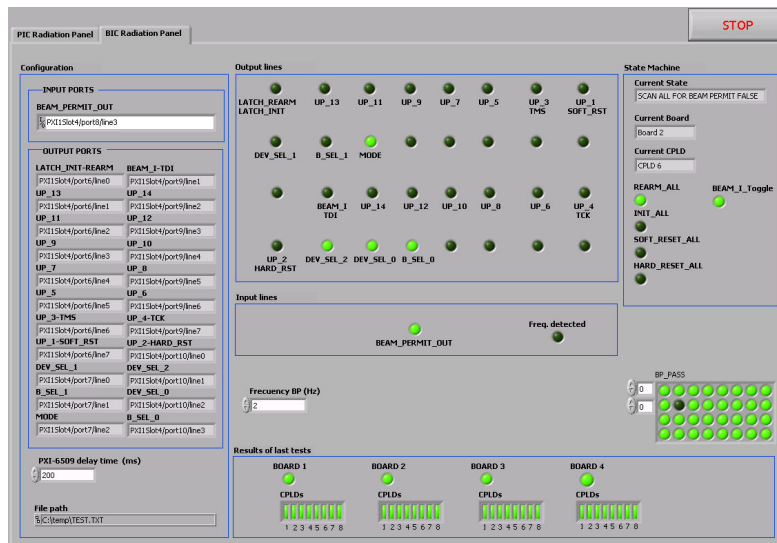 PIC Radiation Panel
BIC Radiation Panel
STOP
Configuration
INPUT PORTS
BEAM_PERMIT_OUT
PXI1Slot4/port8/line3
OUTPUT PORTS
LATCH_INIT-REARM BEAM_I-TDI
PXI1Slot4/port6/line0 PXI1Slot4/port9/line1
UP_13 UP_14
PXI1Slot4/port6/line1 PXI1Slot4/port9/line2
UP_11 UP_12
PXI1Slot4/port6/line2 PXI1Slot4/port9/line3
UP_9 UP_10
PXI1Slot4/port6/line3 PXI1Slot4/port9/line4
UP_7 UP_8
PXI1Slot4/port6/line4 PXI1Slot4/port9/line5
UP_5 UP_6
PXI1Slot4/port6/line5 PXI1Slot4/port9/line6
UP_3-TMS UP_4-TCK
PXI1Slot4/port6/line6 PXI1Slot4/port9/line7
UP_1-SOFT_RST UP_2-HARD_RST
PXI1Slot4/port6/line7 PXI1Slot4/port10/line0
DEV_SEL_1 DEV_SEL_2
PXI1Slot4/port7/line0 PXI1Slot4/port10/line1
B_SEL_1 DEV_SEL_0
PXI1Slot4/port7/line1 PXI1Slot4/port10/line2
MODE B_SEL_0
PXI1Slot4/port7/line2 PXI1Slot4/port10/line3
PXI-6509 delay time (ms)
200
File path
C:\temp\TEST.TXT
Output lines
LATCH_REARM UP_13 UP_11 UP_9 UP_7 UP_5 UP_3 UP_1
LATCH_INIT TMS SOFT_RST
DEV_SEL_1 B_SEL_1 MODE
BEAM_I UP_14 UP_12 UP_10 UP_8 UP_6 UP_4
TDI TCK
UP_2 DEV_SEL_2 DEV_SEL_0 B_SEL_0
HARD_RST
Input lines
BEAM_PERMIT_OUT
Freq. detected
Frecuency BP (Hz)
2
Results of last tests
BOARD 1 BOARD 2 BOARD 3 BOARD 4
CPLDs CPLDs CPLDs CPLDs
1 2 3 4 5 6 7 8 1 2 3 4 5 6 7 8 1 2 3 4 5 6 7 8 1 2 3 4 5 6 7 8
State Machine
Current State
SCAN ALL FOR BEAM PERMIT FALSE
Current Board
Board 2
Current CPLD
CPLD 6
REARM_ALL BEAM_I_Toggle
INIT_ALL
SOFT_RESET_ALL
HARD_RESET_ALL
BP_PASS
0
0